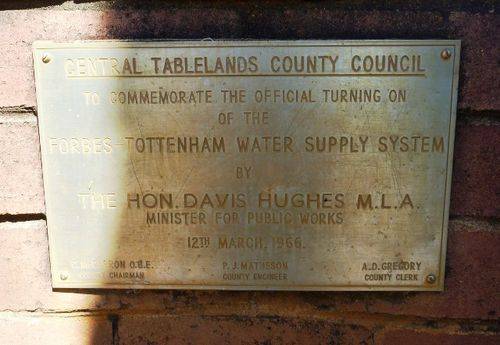 CENTRAL TABLELANDS COUNTY COUNCIL
TO COMMEMORATE THE OFFICIAL TURNING ON
OF THE
FORBES-TOTTENHAM WATER SUPPLY SYSTEM
BY
THE HON. DAVIS HUGHES M.L.A.
MINISTER FOR PUBLIC WORKS
12TH MARCH, 1966.
O.B.E. P.J. MATHESON A.D. GREGORY
CHAIRMAN COUNTY ENGINEER COUNTY CLERK